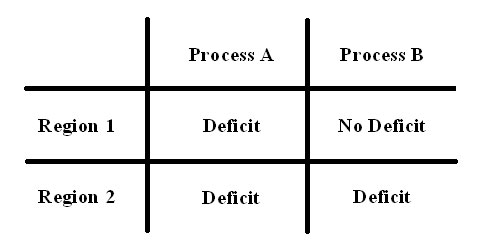 Process A Process B
Region 1 Deficit No Deficit
Region 2 Deficit Deficit